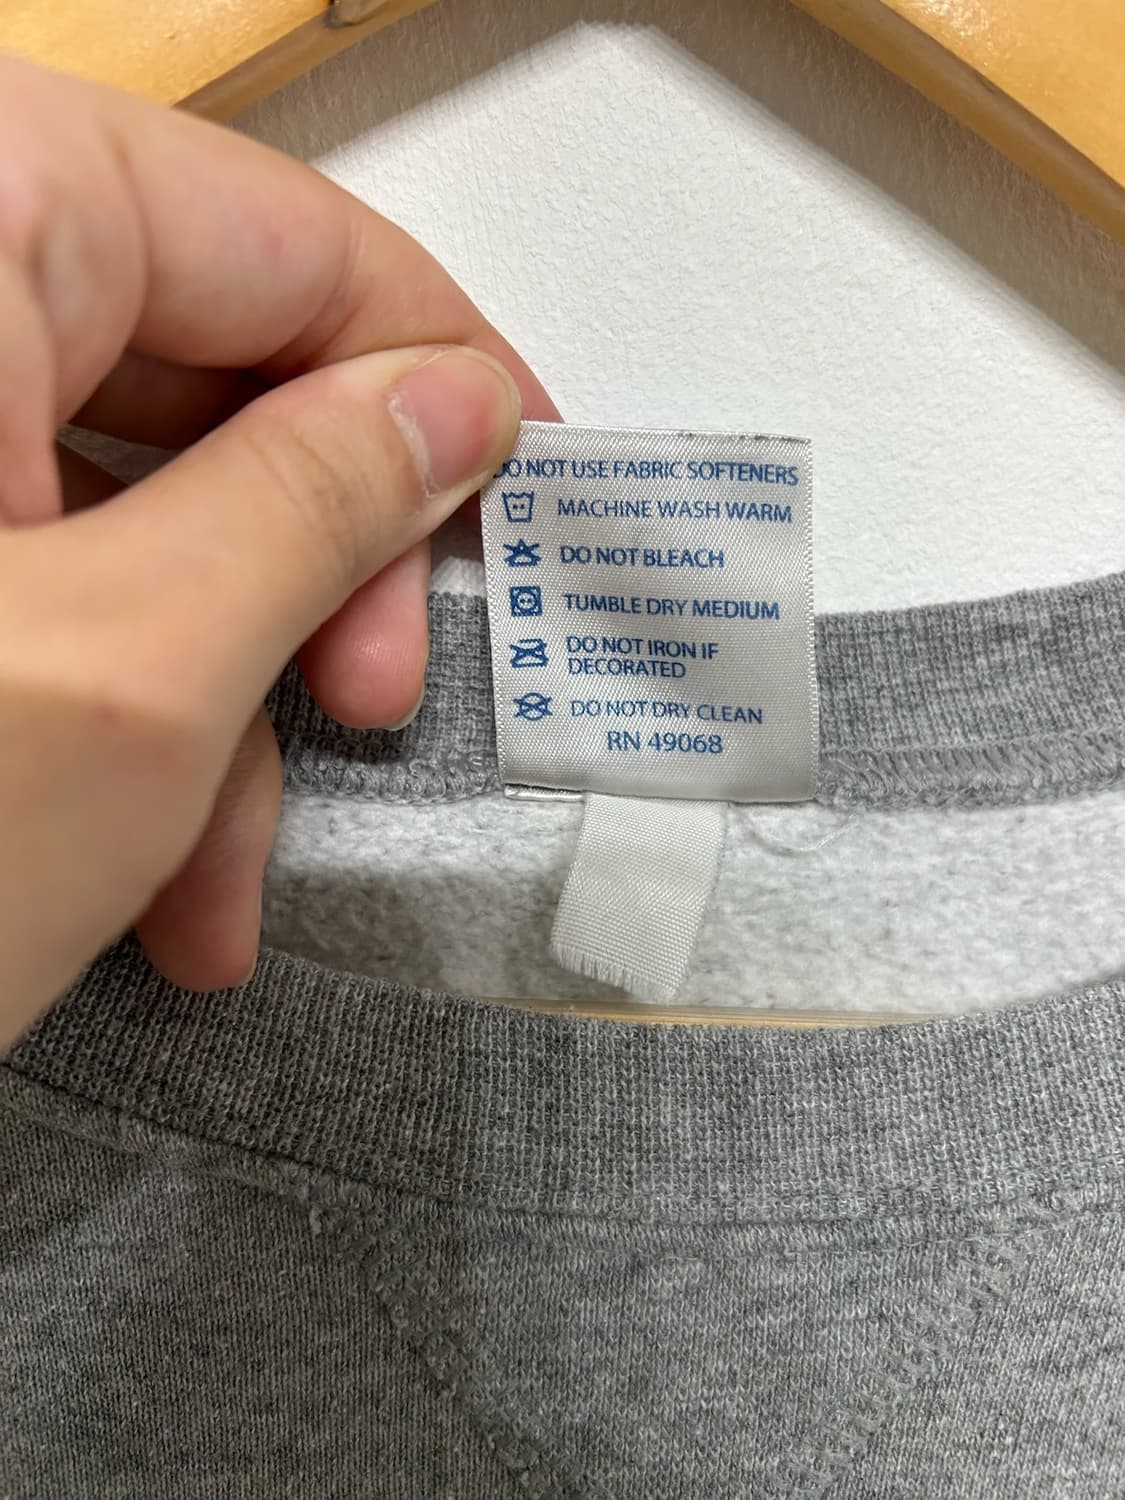 DO NOT USE FABRIC SOFTENERS
MACHINE WASH WARM
DO NOT BLEACH
TUMBLE DRY MEDIUM
DO NOT IRON IF
DECORATED
DO NOT DRY CLEAN
RN 49068